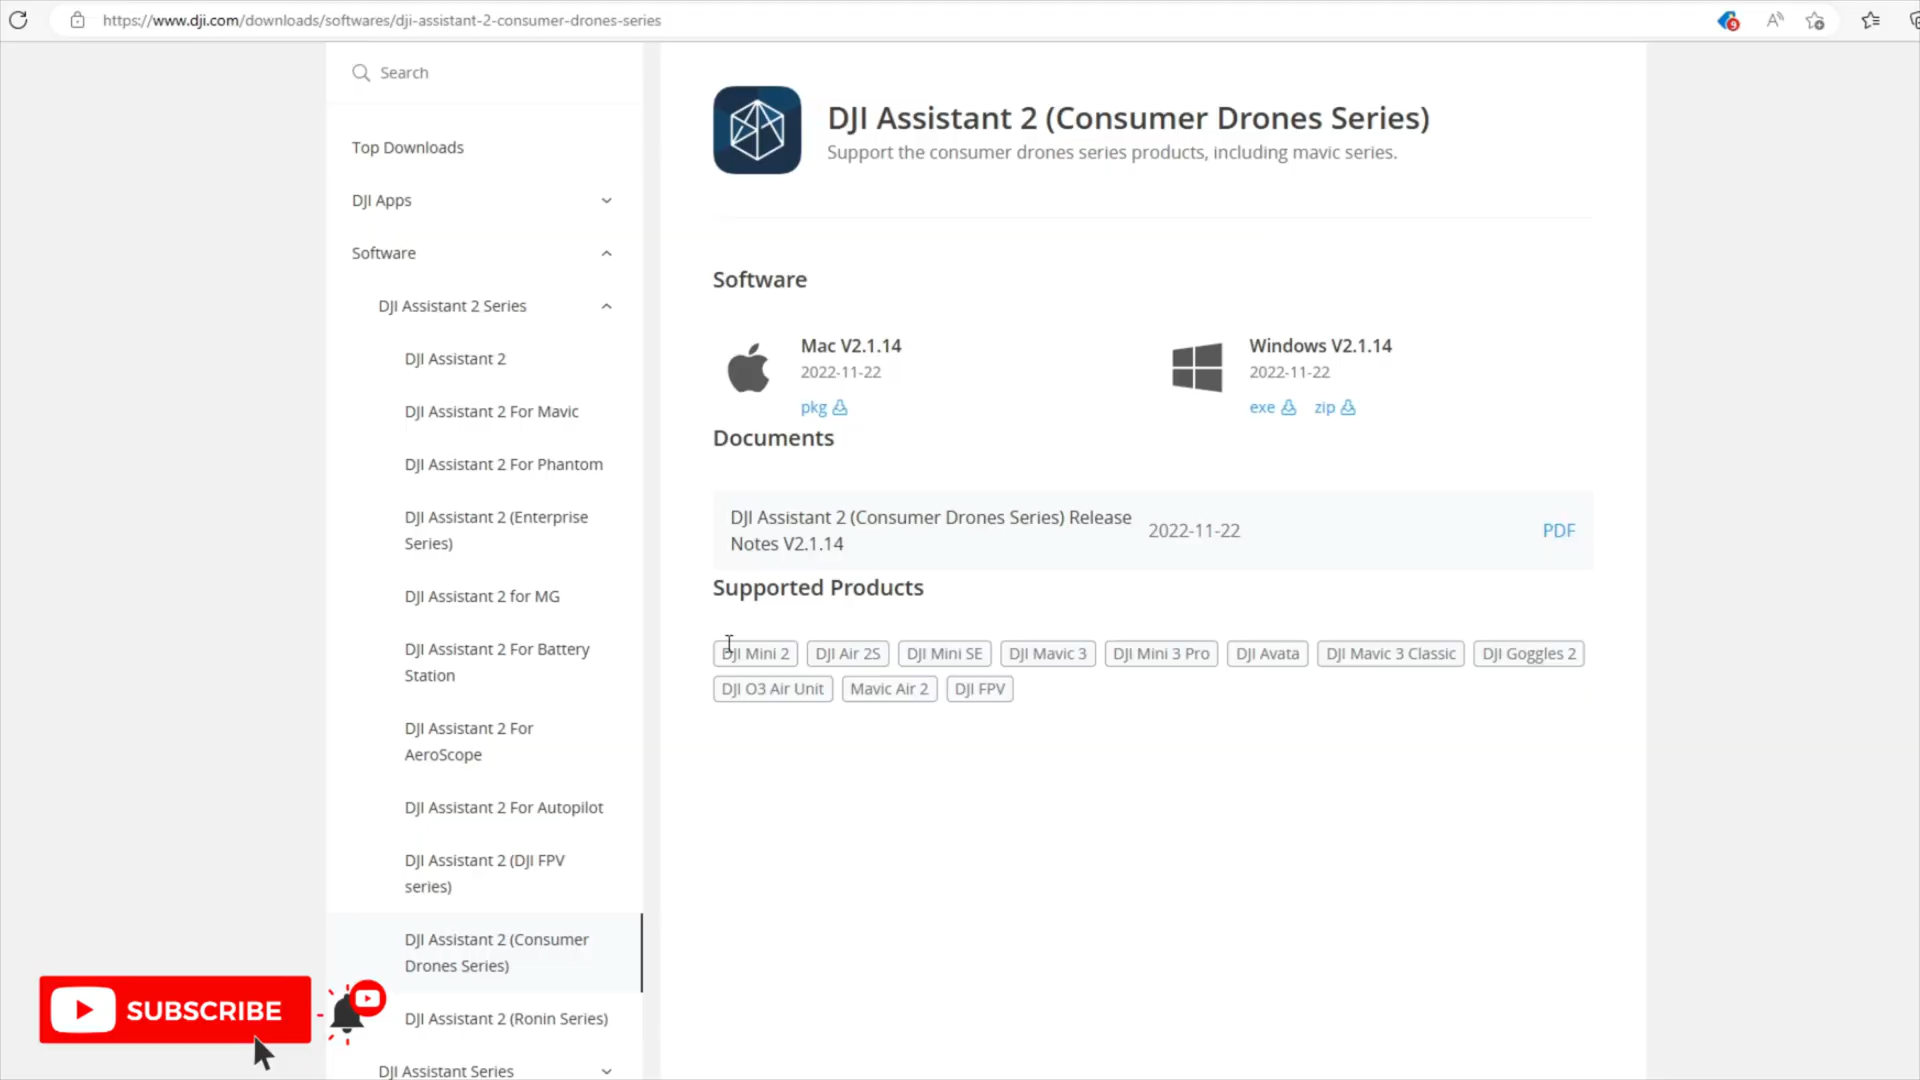 https://www.dji.com/downloads/softwares/dji-assistant-2-consumer-drones-series
9
A
Search
Top Downloads
DJI Apps
Software
DJI Assistant 2 Series
DJI Assistant 2
DJI Assistant 2 For Mavic
DJI Assistant 2 For Phantom
DJI Assistant 2 (Enterprise
Series)
DJI Assistant 2 for MG
DJI Assistant 2 For Battery
Station
DJI Assistant 2 For
AeroScope
DJI Assistant 2 For Autopilot
DJI Assistant 2 (DJI FPV
series)
DJI Assistant 2 (Consumer
Drones Series)
DJI Assistant 2 (Ronin Series)
DJI Assistant Series
DJI Assistant 2 (Consumer Drones Series)
Support the consumer drones series products, including mavic series.
Software
Mac V2.1.14
2022-11-22
pkg
Windows V2.1.14
2022-11-22
exe zip
Documents
DJI Assistant 2 (Consumer Drones Series) Release
Notes V2.1.14
2022-11-22
PDF
Supported Products
DJI Mini 2 DJI Air 2S DJI Mini SE DJI Mavic 3 DJI Mini 3 Pro DJI Avata DJI Mavic 3 Classic DJI Goggles 2
DJI O3 Air Unit Mavic Air 2 DJI FPV
SUBSCRIBE